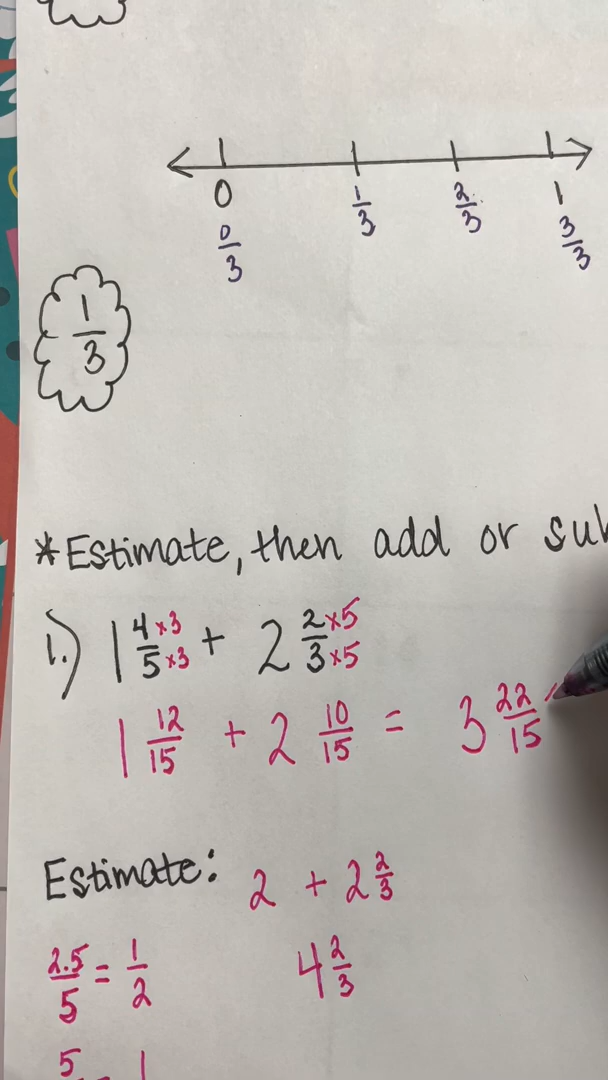 0 1/3 2/3 1
0/3 3/3
1/3
*Estimate, then add or sub
1.) 1 4/5 ×3/×3 + 2 2/3 ×5/×5
1 12/15 + 2 10/15 = 3 22/15
Estimate: 2 + 2 2/3
2.5/5 = 1/2 4 2/3
5 1